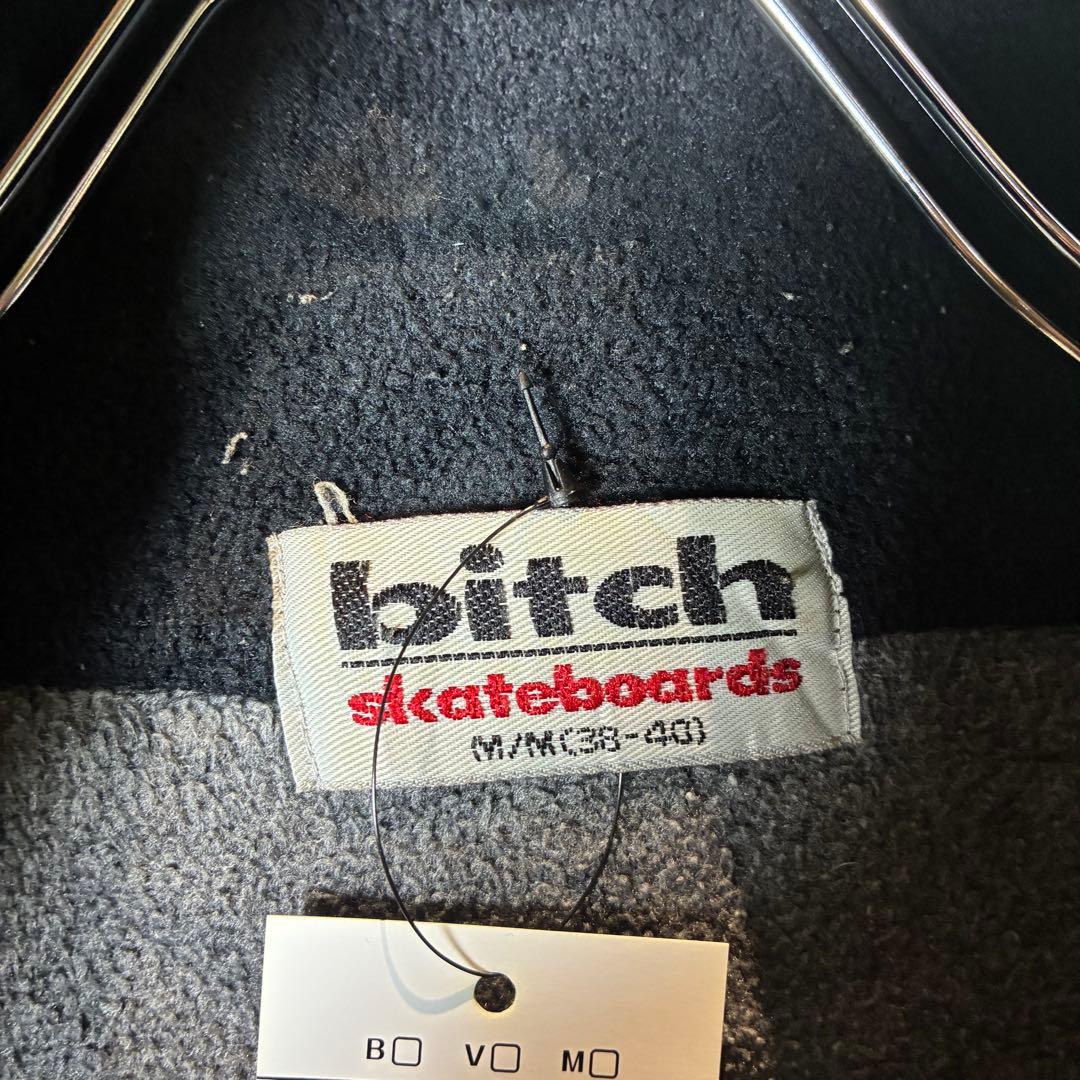 bitch
skateboards
M/M(38-40)
B□ V□ M□